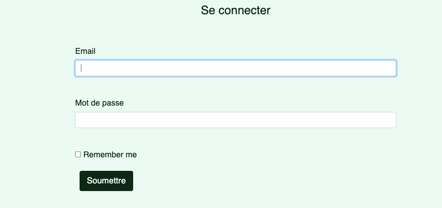 Se connecter
Email
Mot de passe
Remember me
Soumettre